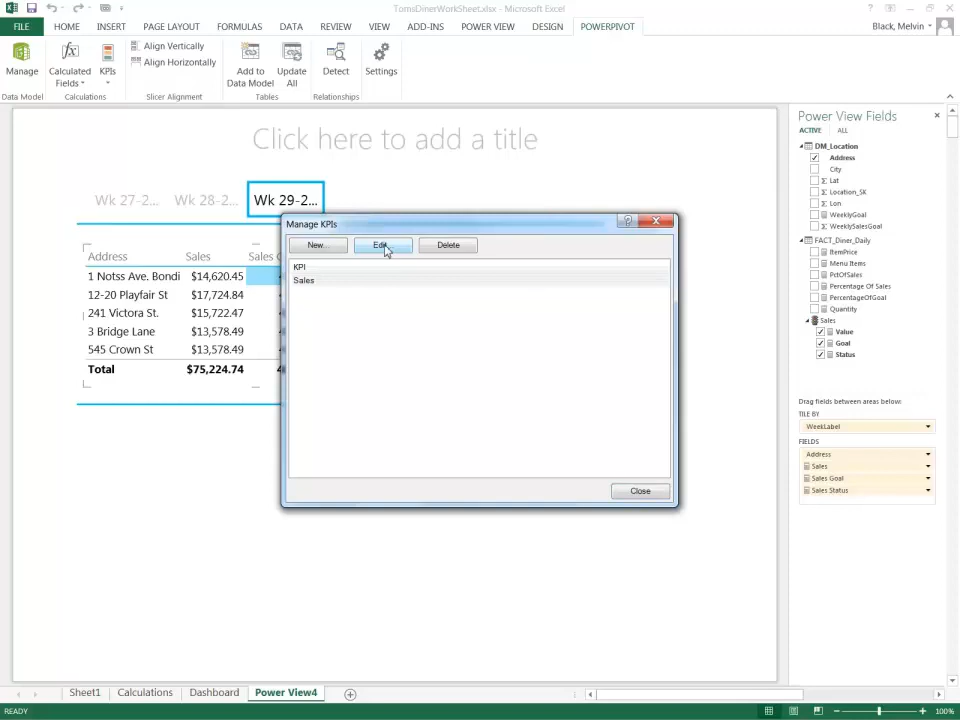 TomsDinerWorkSheet.xlsx - Microsoft Excel
FILE HOME INSERT PAGE LAYOUT FORMULAS DATA REVIEW VIEW ADD-INS POWER VIEW DESIGN POWERPIVOT Black, Melvin
Manage
Data Model
Calculated Fields
KPIs
Calculations
Align Vertically
Align Horizontally
Slicer Alignment
Add to Data Model
Update All
Tables
Detect
Relationships
Settings
Click here to add a title
Wk 27-2... Wk 28-2... Wk 29-2...
Address Sales Sales
1 Notss Ave. Bondi $14,620.45
12-20 Playfair St $17,724.84
241 Victora St. $15,722.47
3 Bridge Lane $13,578.49
545 Crown St $13,578.49
Total $75,224.74
Manage KPIs
New... Edit... Delete
KPI
Sales
Close
Power View Fields
ACTIVE ALL
DM_Location
Address
City
Σ Lat
Σ Location_SK
Σ Lon
WeeklyGoal
Σ WeeklySalesGoal
FACT_Diner_Daily
ItemPrice
Menu Items
PctOfSales
Percentage Of Sales
PercentageOfGoal
Quantity
Sales
Value
Goal
Status
Drag fields between areas below:
TILE BY
WeekLabel
FIELDS
Address
Sales
Sales Goal
Sales Status
Sheet1 Calculations Dashboard Power View4
READY 100%